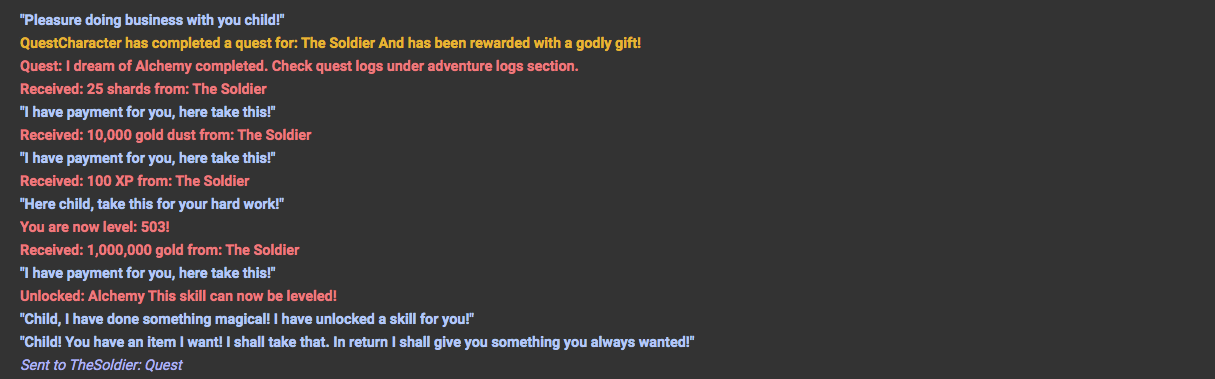 "Pleasure doing business with you child!"
QuestCharacter has completed a quest for: The Soldier And has been rewarded with a godly gift!
Quest: I dream of Alchemy completed. Check quest logs under adventure logs section.
Received: 25 shards from: The Soldier
"I have payment for you, here take this!"
Received: 10,000 gold dust from: The Soldier
"I have payment for you, here take this!"
Received: 100 XP from: The Soldier
"Here child, take this for your hard work!"
You are now level: 503!
Received: 1,000,000 gold from: The Soldier
"I have payment for you, here take this!"
Unlocked: Alchemy This skill can now be leveled!
"Child, I have done something magical! I have unlocked a skill for you!"
"Child! You have an item I want! I shall take that. In return I shall give you something you always wanted!"
Sent to TheSoldier: Quest